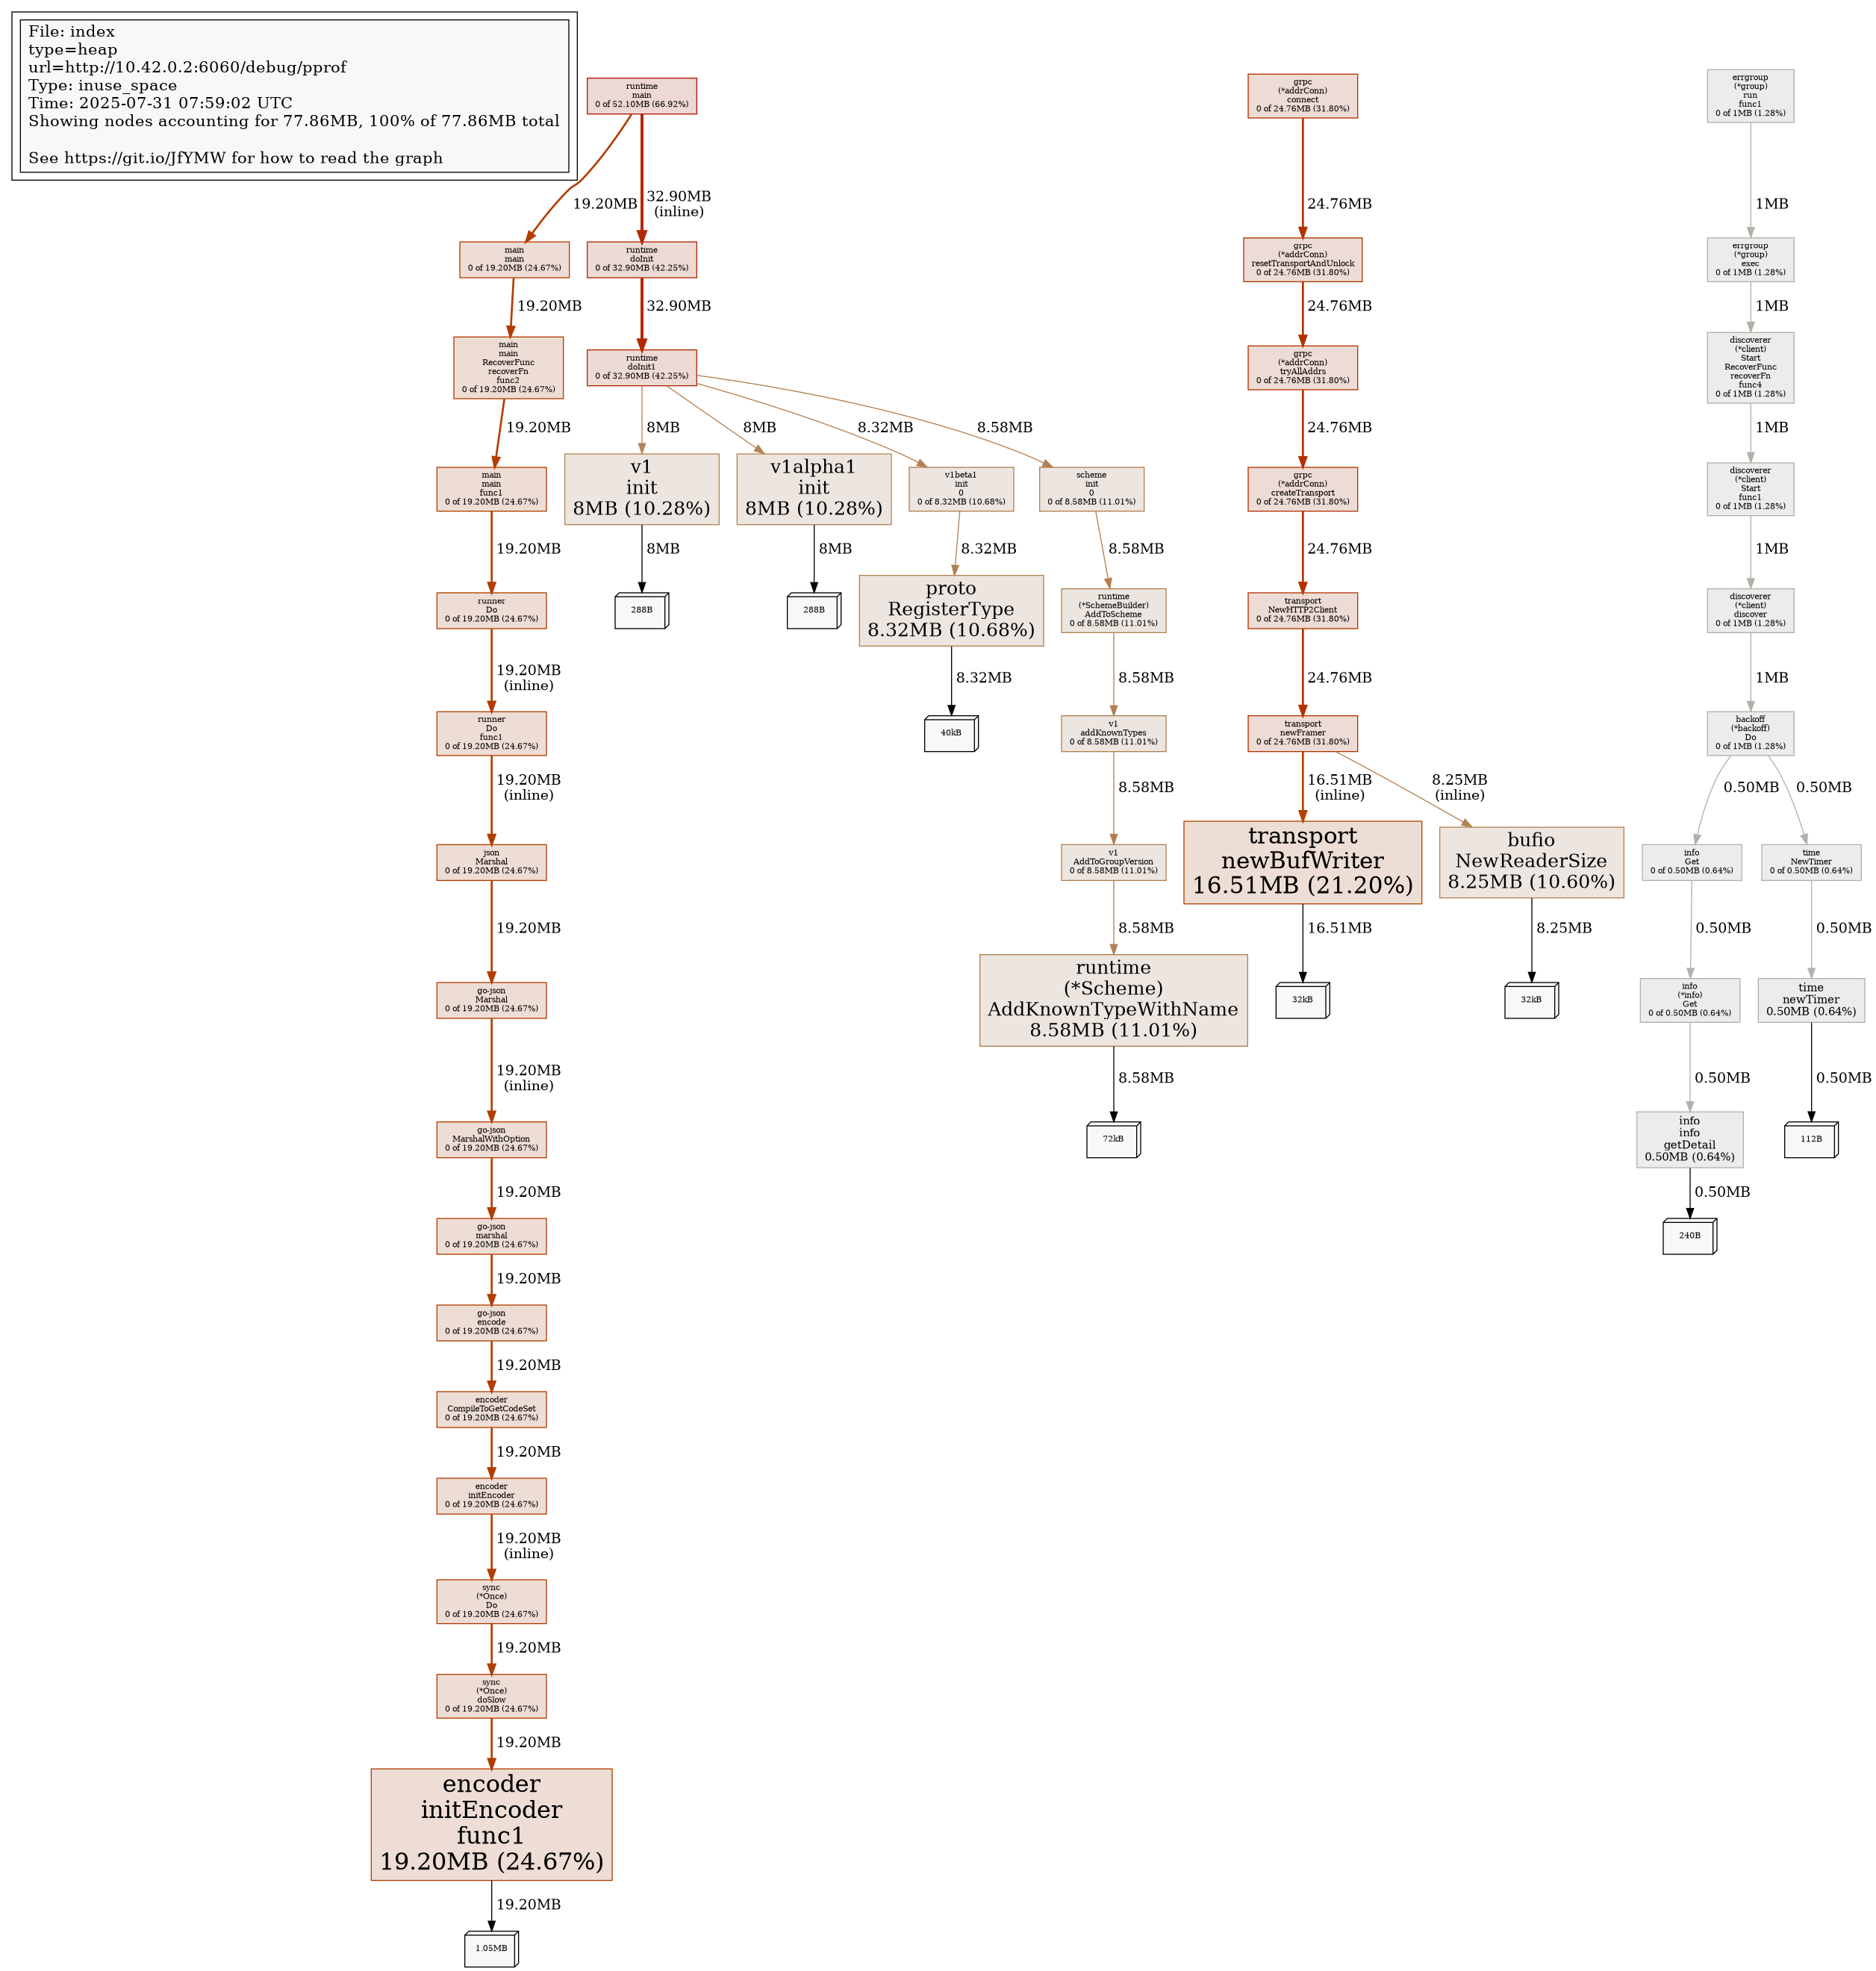 File: index
type=heap
url=http://10.42.0.2:6060/debug/pprof
Type: inuse_space
Time: 2025-07-31 07:59:02 UTC
Showing nodes accounting for 77.86MB, 100% of 77.86MB total
See https://git.io/JfYMW for how to read the graph
runtime
main
0 of 52.10MB (66.92%)
19.20MB
32.90MB
(inline)
main
main
0 of 19.20MB (24.67%)
19.20MB
main
main
RecoverFunc
recoverFn
func2
0 of 19.20MB (24.67%)
19.20MB
main
main
func1
0 of 19.20MB (24.67%)
19.20MB
runner
Do
0 of 19.20MB (24.67%)
19.20MB
(inline)
runner
Do
func1
0 of 19.20MB (24.67%)
19.20MB
(inline)
json
Marshal
0 of 19.20MB (24.67%)
19.20MB
go-json
Marshal
0 of 19.20MB (24.67%)
19.20MB
(inline)
go-json
MarshalWithOption
0 of 19.20MB (24.67%)
19.20MB
go-json
marshal
0 of 19.20MB (24.67%)
19.20MB
go-json
encode
0 of 19.20MB (24.67%)
19.20MB
encoder
CompileToGetCodeSet
0 of 19.20MB (24.67%)
19.20MB
encoder
initEncoder
0 of 19.20MB (24.67%)
19.20MB
(inline)
sync
(*Once)
Do
0 of 19.20MB (24.67%)
19.20MB
sync
(*Once)
doSlow
0 of 19.20MB (24.67%)
19.20MB
encoder
initEncoder
func1
19.20MB (24.67%)
19.20MB
1.05MB
runtime
doInit
0 of 32.90MB (42.25%)
32.90MB
runtime
doInit1
0 of 32.90MB (42.25%)
8MB
8MB
8.32MB
8.58MB
v1
init
8MB (10.28%)
8MB
288B
v1alpha1
init
8MB (10.28%)
8MB
288B
v1beta1
init
0
0 of 8.32MB (10.68%)
8.32MB
proto
RegisterType
8.32MB (10.68%)
8.32MB
40kB
scheme
init
0
0 of 8.58MB (11.01%)
8.58MB
runtime
(*SchemeBuilder)
AddToScheme
0 of 8.58MB (11.01%)
8.58MB
v1
addKnownTypes
0 of 8.58MB (11.01%)
8.58MB
v1
AddToGroupVersion
0 of 8.58MB (11.01%)
8.58MB
runtime
(*Scheme)
AddKnownTypeWithName
8.58MB (11.01%)
8.58MB
72kB
grpc
(*addrConn)
connect
0 of 24.76MB (31.80%)
24.76MB
grpc
(*addrConn)
resetTransportAndUnlock
0 of 24.76MB (31.80%)
24.76MB
grpc
(*addrConn)
tryAllAddrs
0 of 24.76MB (31.80%)
24.76MB
grpc
(*addrConn)
createTransport
0 of 24.76MB (31.80%)
24.76MB
transport
NewHTTP2Client
0 of 24.76MB (31.80%)
24.76MB
transport
newFramer
0 of 24.76MB (31.80%)
16.51MB
(inline)
8.25MB
(inline)
transport
newBufWriter
16.51MB (21.20%)
16.51MB
32kB
bufio
NewReaderSize
8.25MB (10.60%)
8.25MB
32kB
errgroup
(*group)
run
func1
0 of 1MB (1.28%)
1MB
errgroup
(*group)
exec
0 of 1MB (1.28%)
1MB
discoverer
(*client)
Start
RecoverFunc
recoverFn
func4
0 of 1MB (1.28%)
1MB
discoverer
(*client)
Start
func1
0 of 1MB (1.28%)
1MB
discoverer
(*client)
discover
0 of 1MB (1.28%)
1MB
backoff
(*backoff)
Do
0 of 1MB (1.28%)
0.50MB
0.50MB
info
Get
0 of 0.50MB (0.64%)
0.50MB
info
(*info)
Get
0 of 0.50MB (0.64%)
0.50MB
info
info
getDetail
0.50MB (0.64%)
0.50MB
240B
time
NewTimer
0 of 0.50MB (0.64%)
0.50MB
time
newTimer
0.50MB (0.64%)
0.50MB
112B